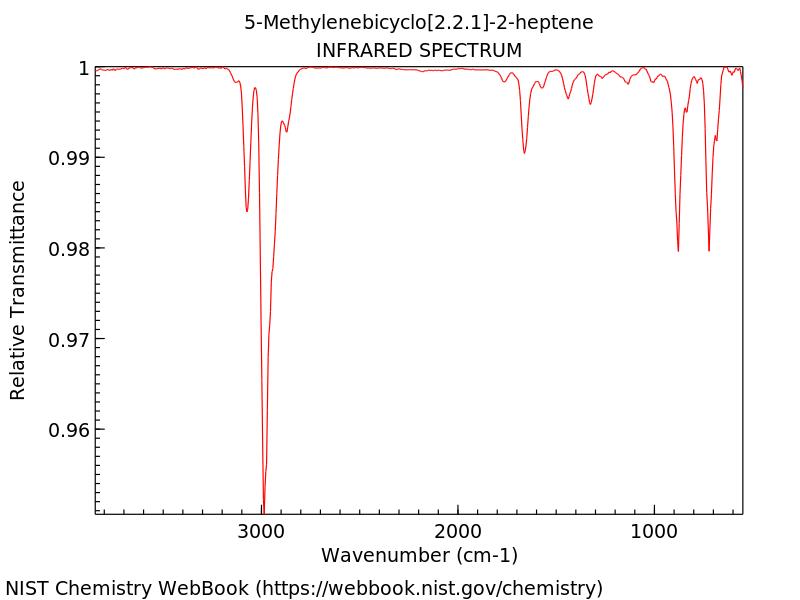 5-Methylenebicyclo[2.2.1]-2-heptene
INFRARED SPECTRUM
1
0.99
0.98
0.97
0.96
Relative Transmittance
3000 2000 1000
Wavenumber (cm-1)
NIST Chemistry WebBook (https://webbook.nist.gov/chemistry)